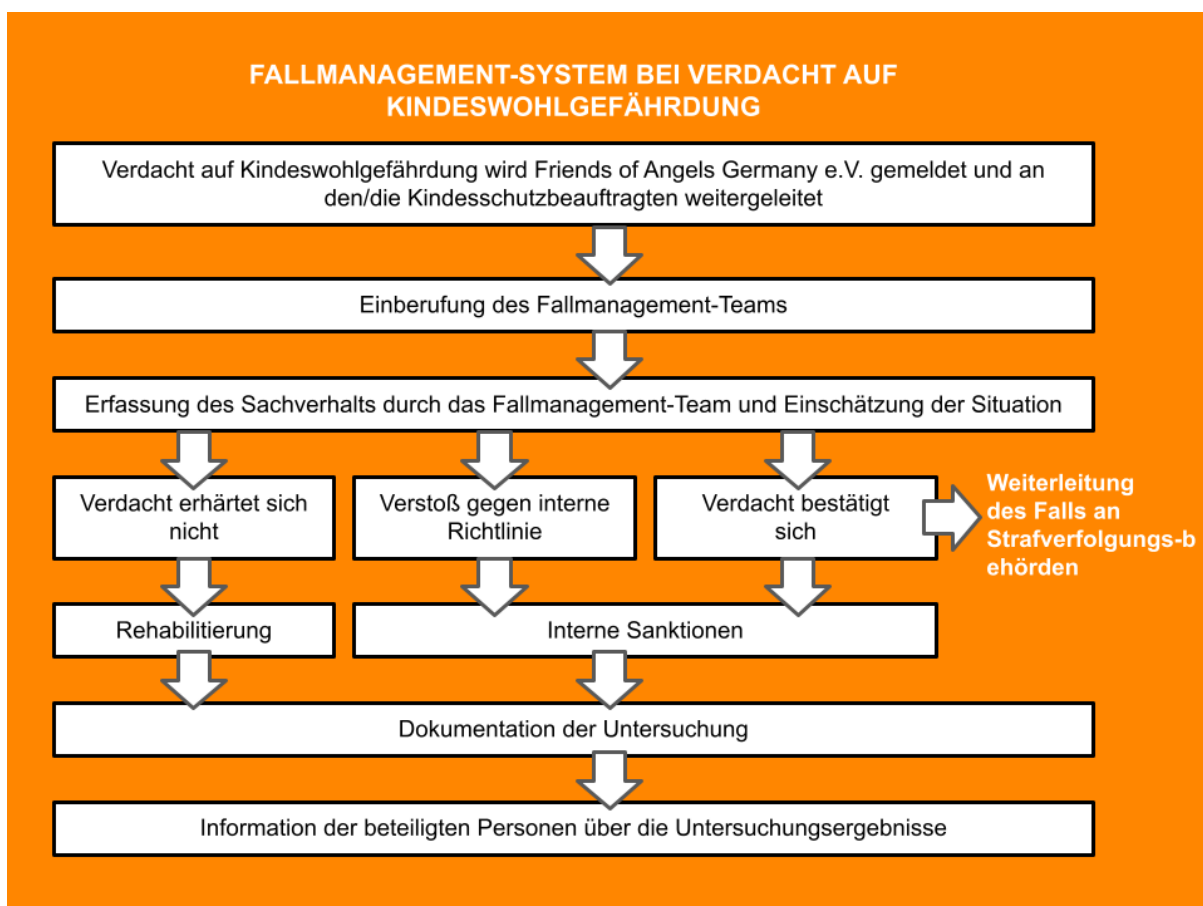 FALLMANAGEMENT-SYSTEM BEI VERDACHT AUF
KINDESWOHLGEFÄHRDUNG
Verdacht auf Kindeswohlgefährdung wird Friends of Angels Germany e.V. gemeldet und an
den/die Kindesschutzbeauftragten weitergeleitet
Einberufung des Fallmanagement-Teams
Erfassung des Sachverhalts durch das Fallmanagement-Team und Einschätzung der Situation
Verdacht erhärtet sich
nicht
Verstoß gegen interne
Richtlinie
Verdacht bestätigt
sich
Weiterleitung
des Falls an
Strafverfolgungs-b
ehörden
Rehabilitierung
Interne Sanktionen
Dokumentation der Untersuchung
Information der beteiligten Personen über die Untersuchungsergebnisse